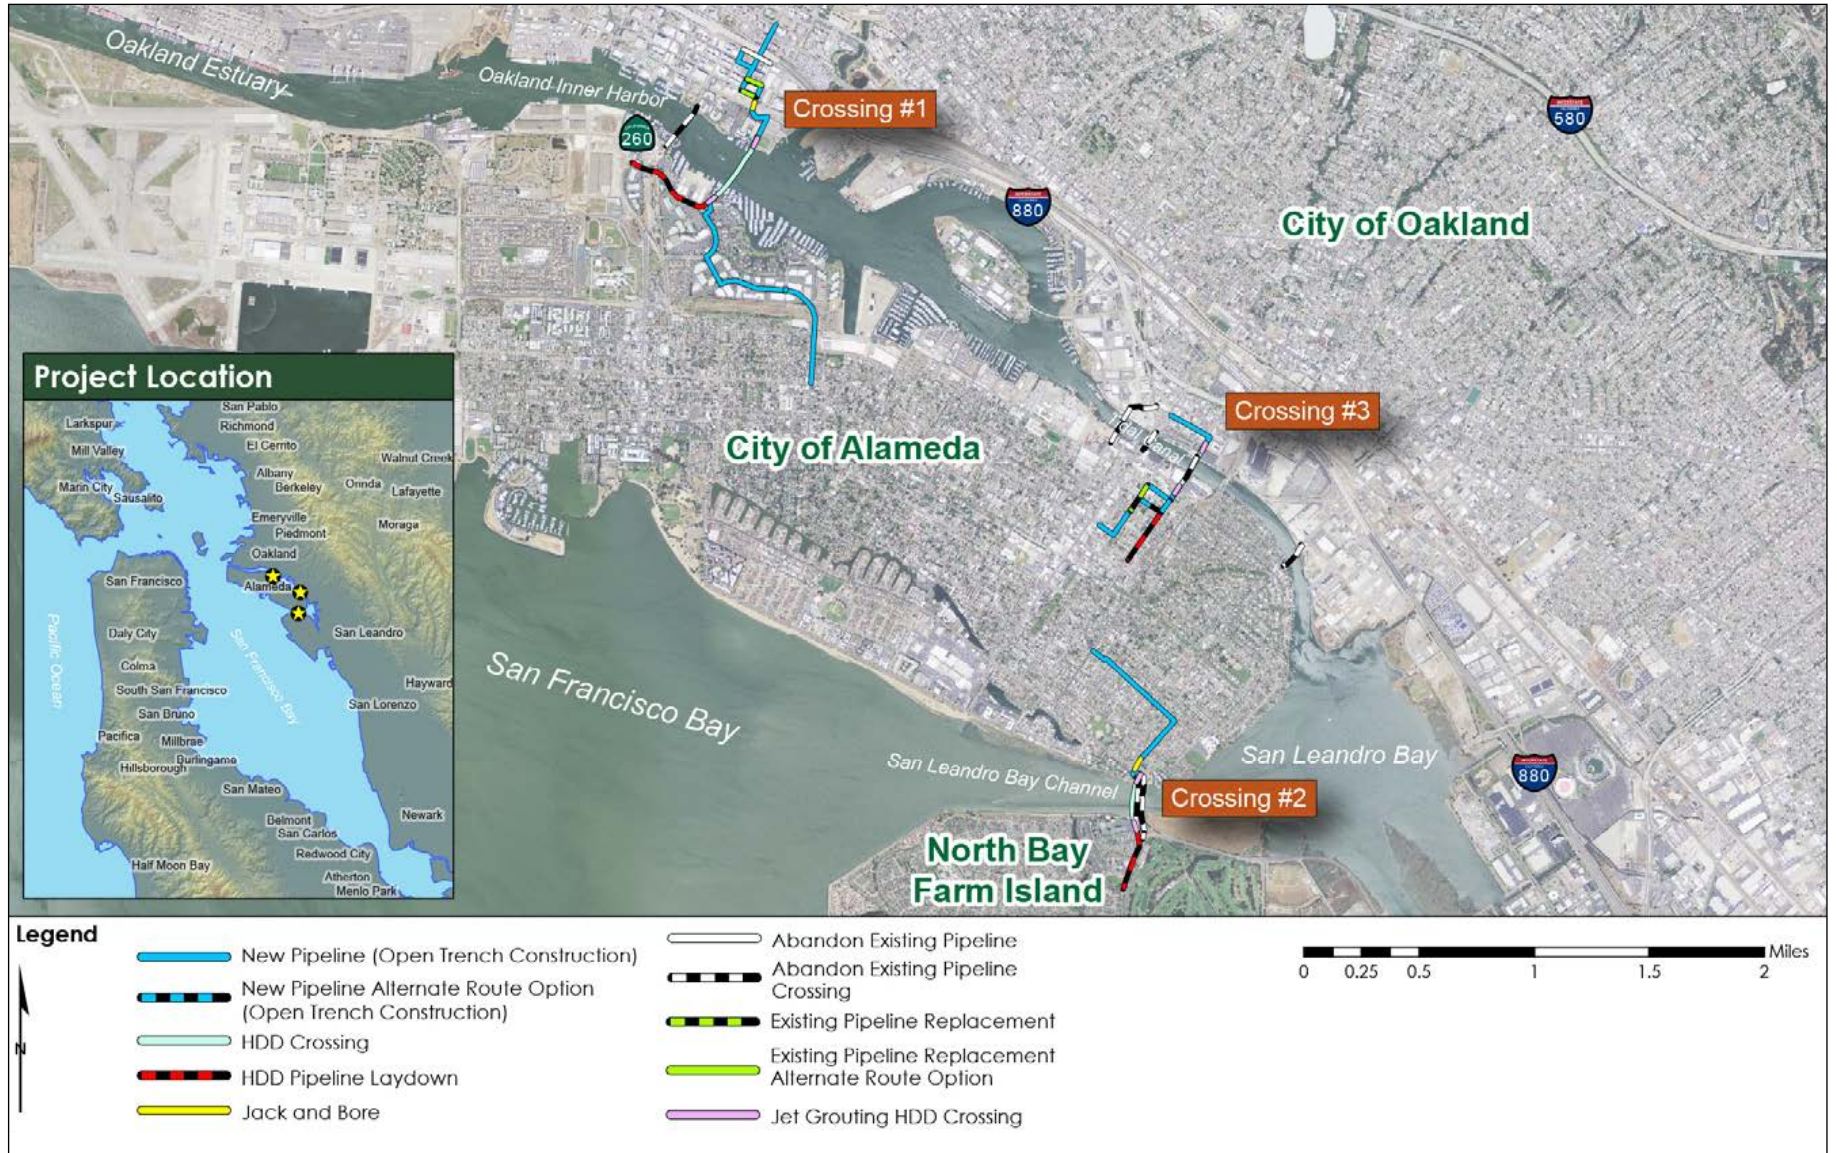 Oakland Estuary
Oakland Inner Harbor
Crossing #1
CALIFORNIA
260
INTERSTATE
580
INTERSTATE
880
City of Oakland
Crossing #3
City of Alameda
Canal
San Francisco Bay
San Leandro Bay Channel
San Leandro Bay
INTERSTATE
880
Crossing #2
North Bay
Farm Island
Project Location
San Pablo
Larkspur
Richmond
El Cerrito
Mill Valley
Walnut Creek
Albany
Marin City
Berkeley
Orinda
Sausalito
Lafayette
Emeryville
Moraga
Piedmont
Oakland
San Francisco
Alameda
Pacific Ocean
Daly City
San Francisco Bay
San Leandro
Colma
South San Francisco
Hayward
San Bruno
San Lorenzo
Pacifica
Millbrae
Burlingame
Hillsborough
San Mateo
Newark
Belmont
San Carlos
Redwood City
Half Moon Bay
Atherton
Menlo Park
Legend
N
New Pipeline (Open Trench Construction)
New Pipeline Alternate Route Option
(Open Trench Construction)
HDD Crossing
HDD Pipeline Laydown
Jack and Bore
Abandon Existing Pipeline
Abandon Existing Pipeline
Crossing
Existing Pipeline Replacement
Existing Pipeline Replacement
Alternate Route Option
Jet Grouting HDD Crossing
Miles
0 0.25 0.5 1 1.5 2